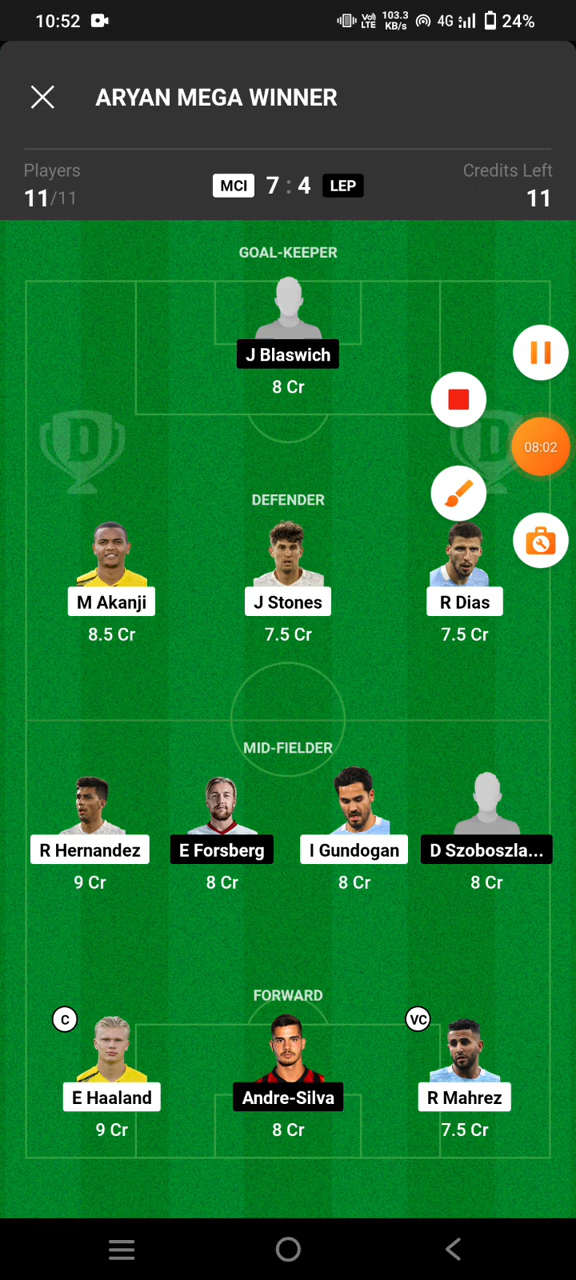 10:52
Vo)
LTE
103.3
KB/s
4G
24%
ARYAN MEGA WINNER
Players
11/11
MCI 7 : 4 LEP
Credits Left
11
GOAL-KEEPER
J Blaswich
8 Cr
D
08:02
DEFENDER
M Akanji
J Stones
R Dias
8.5 Cr
7.5 Cr
7.5 Cr
MID-FIELDER
R Hernandez
E Forsberg
I Gundogan
D Szoboszla...
9 Cr
8 Cr
8 Cr
8 Cr
FORWARD
C
VC
E Haaland
Andre-Silva
R Mahrez
9 Cr
8 Cr
7.5 Cr